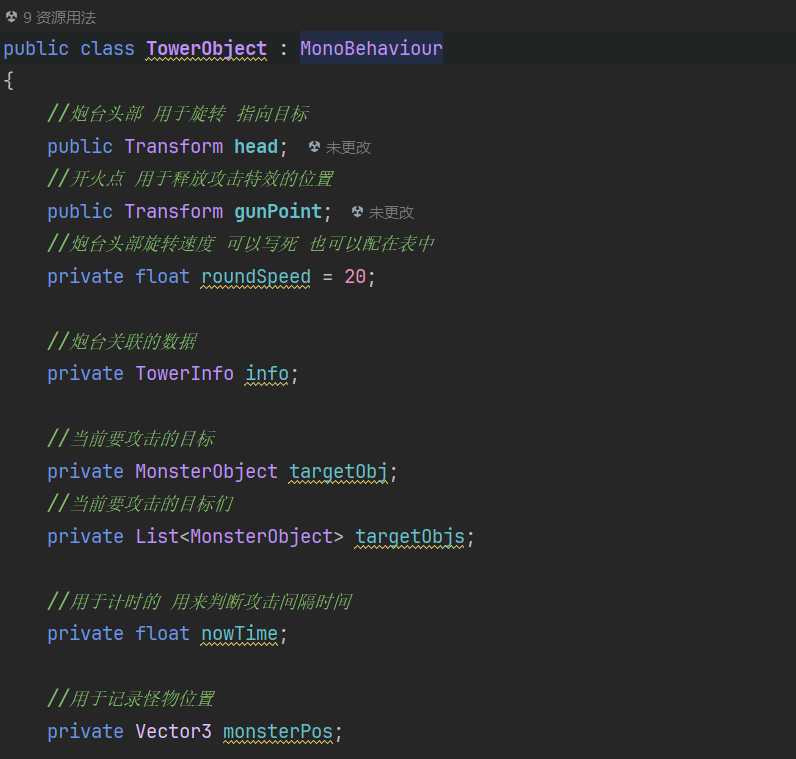 9 资源用法
public class TowerObject : MonoBehaviour
{
//炮台头部 用于旋转 指向目标
public Transform head; 未更改
//开火点 用于释放攻击特效的位置
public Transform gunPoint; 未更改
//炮台头部旋转速度 可以写死 也可以配在表中
private float roundSpeed = 20;
//炮台关联的数据
private TowerInfo info;
//当前要攻击的目标
private MonsterObject targetObj;
//当前要攻击的目标们
private List<MonsterObject> targetObjs;
//用于计时的 用来判断攻击间隔时间
private float nowTime;
//用于记录怪物位置
private Vector3 monsterPos;